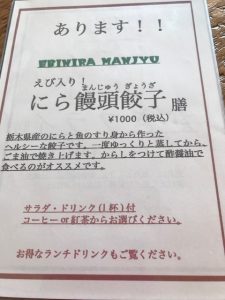 あります！！
EBINIRA MANJYU
えび入り！
まんじゅう ぎょうざ
にら饅頭餃子 膳
¥1000（税込）
栃木県産のにらと魚のすり身から作った
ヘルシーな餃子です。一度ゆっくりと蒸してから、
ごま油で焼き上げます。からしをつけて酢醤油で
食べるのがオススメです。
サラダ・ドリンク(1杯)付
コーヒーor紅茶からお選びください。
お得なランチドリンクもご覧ください。